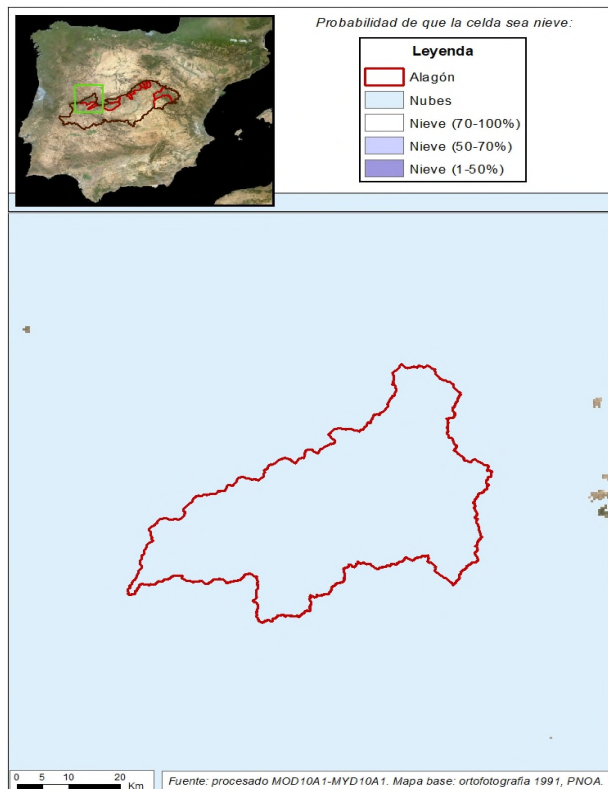 Probabilidad de que la celda sea nieve:
Leyenda
Alagón
Nubes
Nieve (70-100%)
Nieve (50-70%)
Nieve (1-50%)
0 5 10 20
Km
Fuente: procesado MOD10A1-MYD10A1. Mapa base: ortofotografía 1991, PNOA.